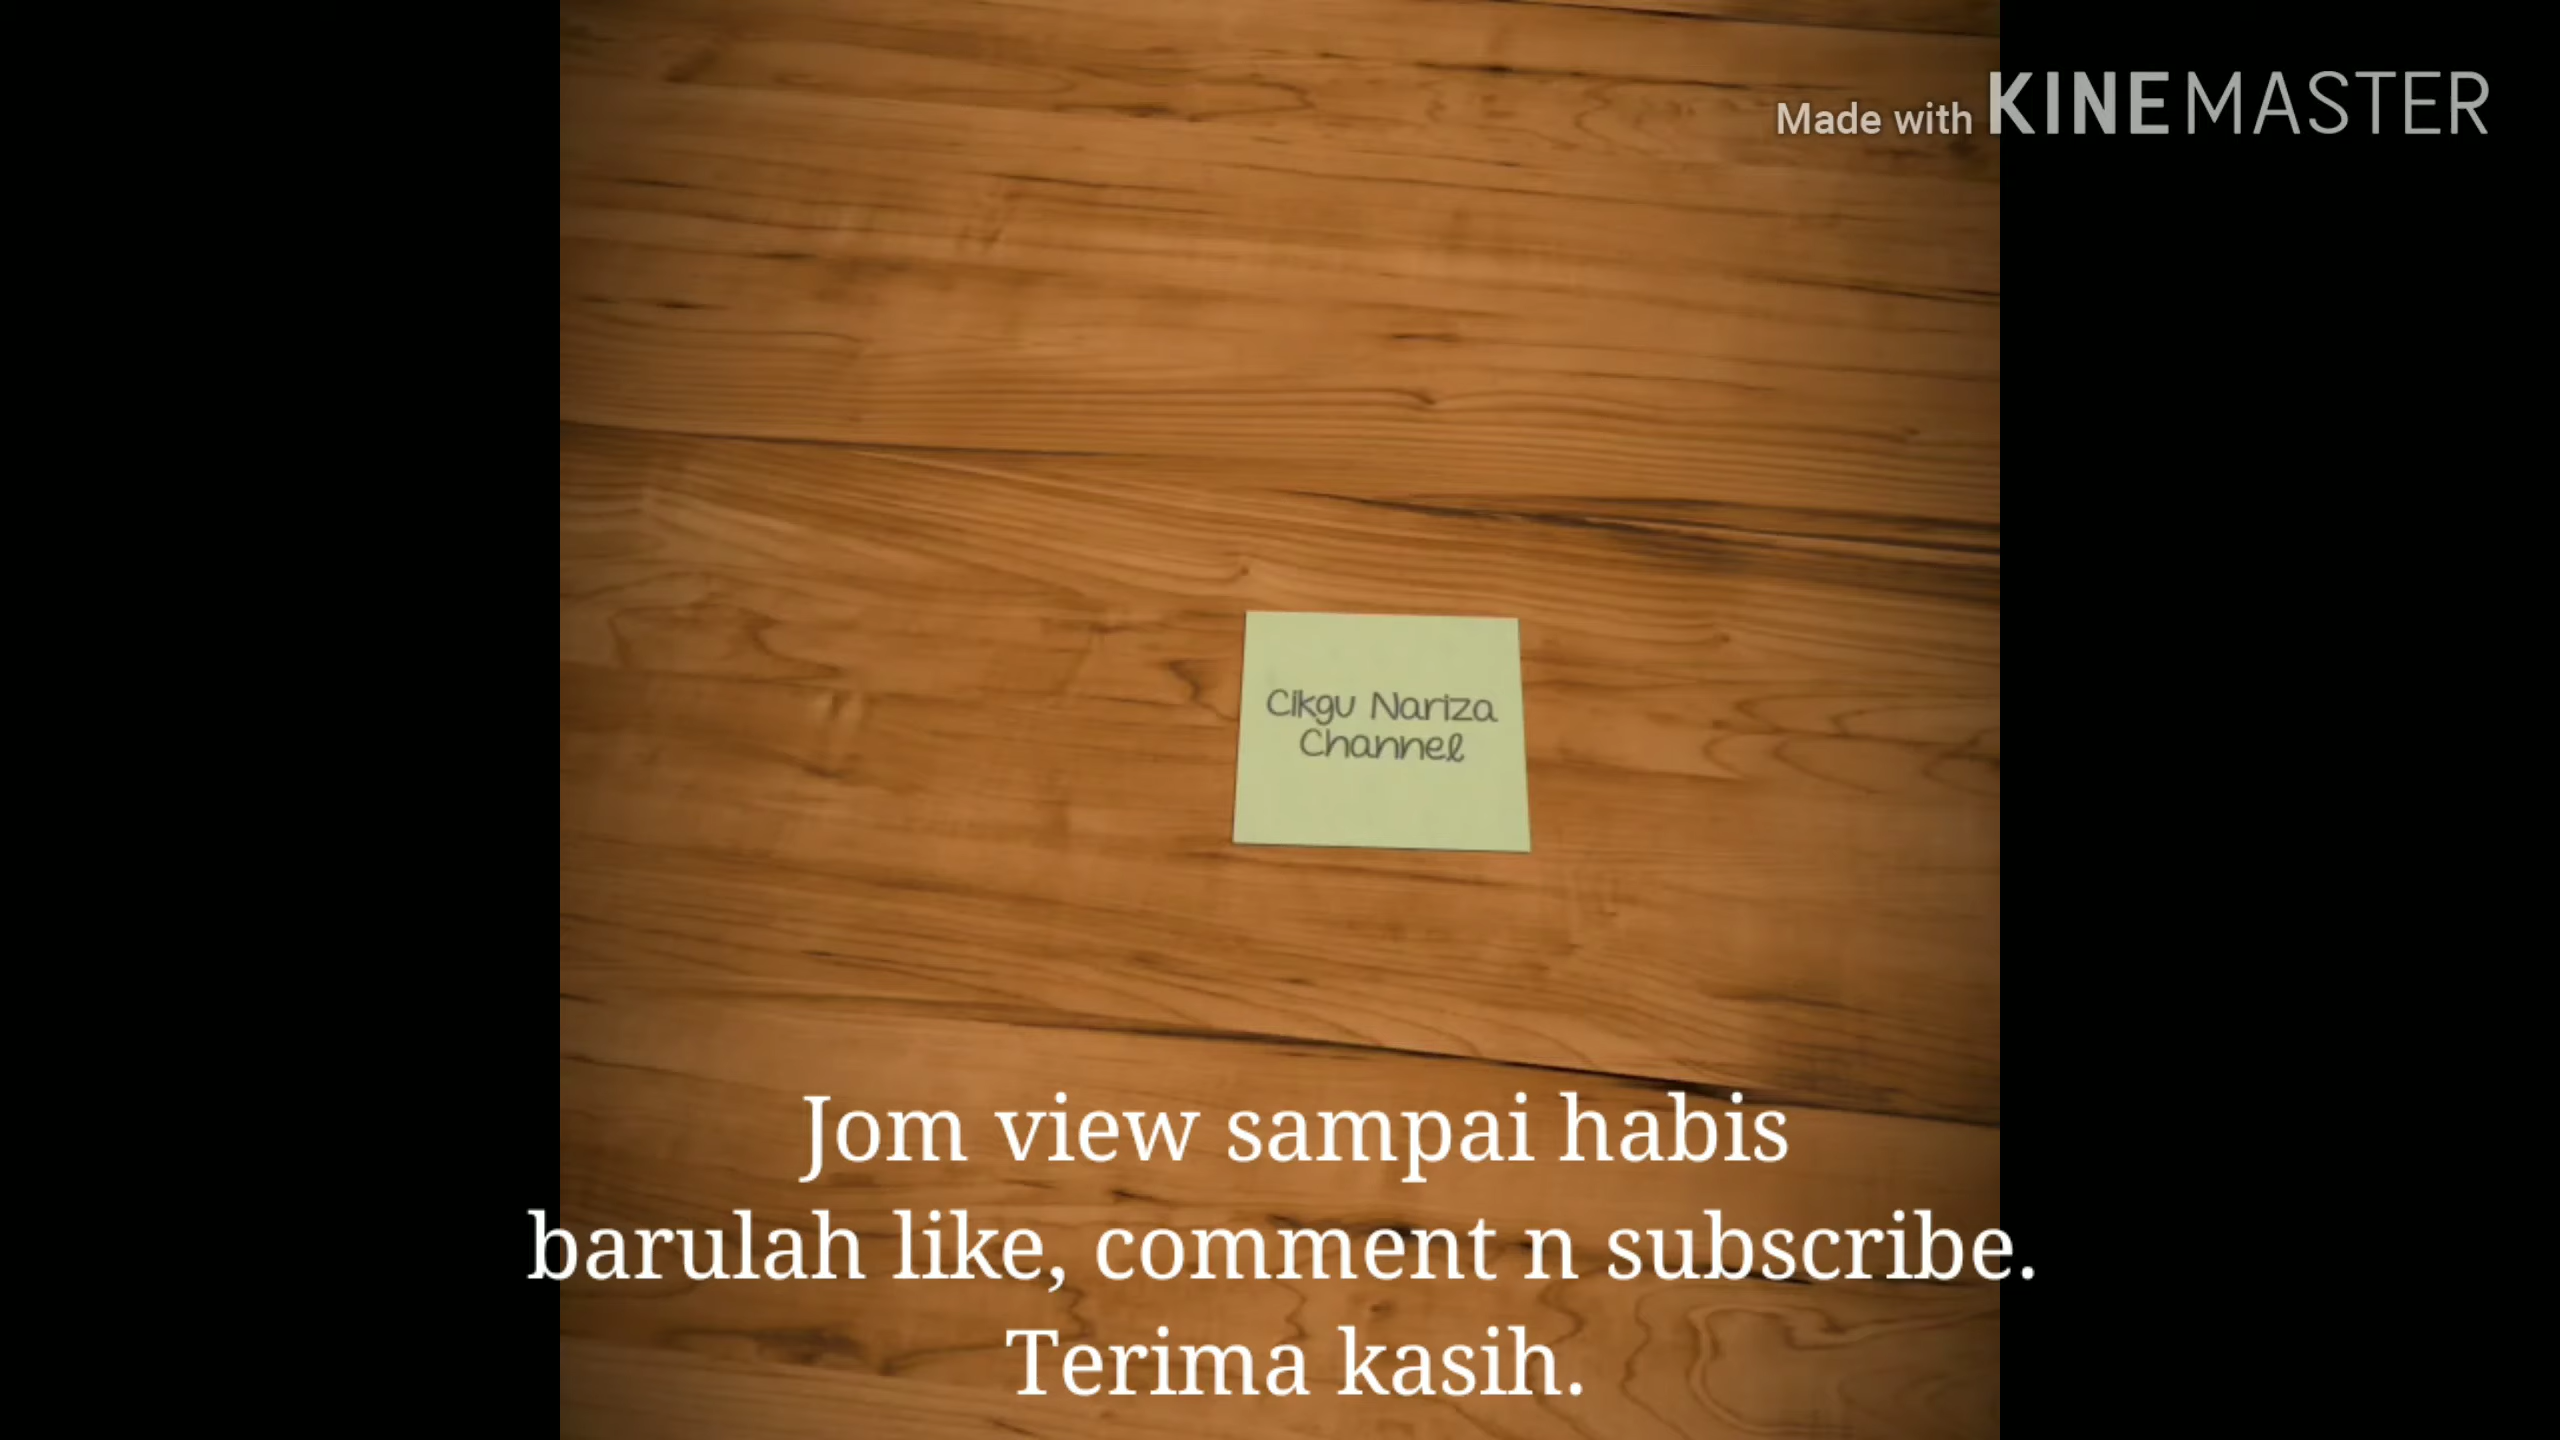 Made with KINEMASTER
Cikgu Nariza
Channel
Jom view sampai habis
barulah like, comment n subscribe.
Terima kasih.